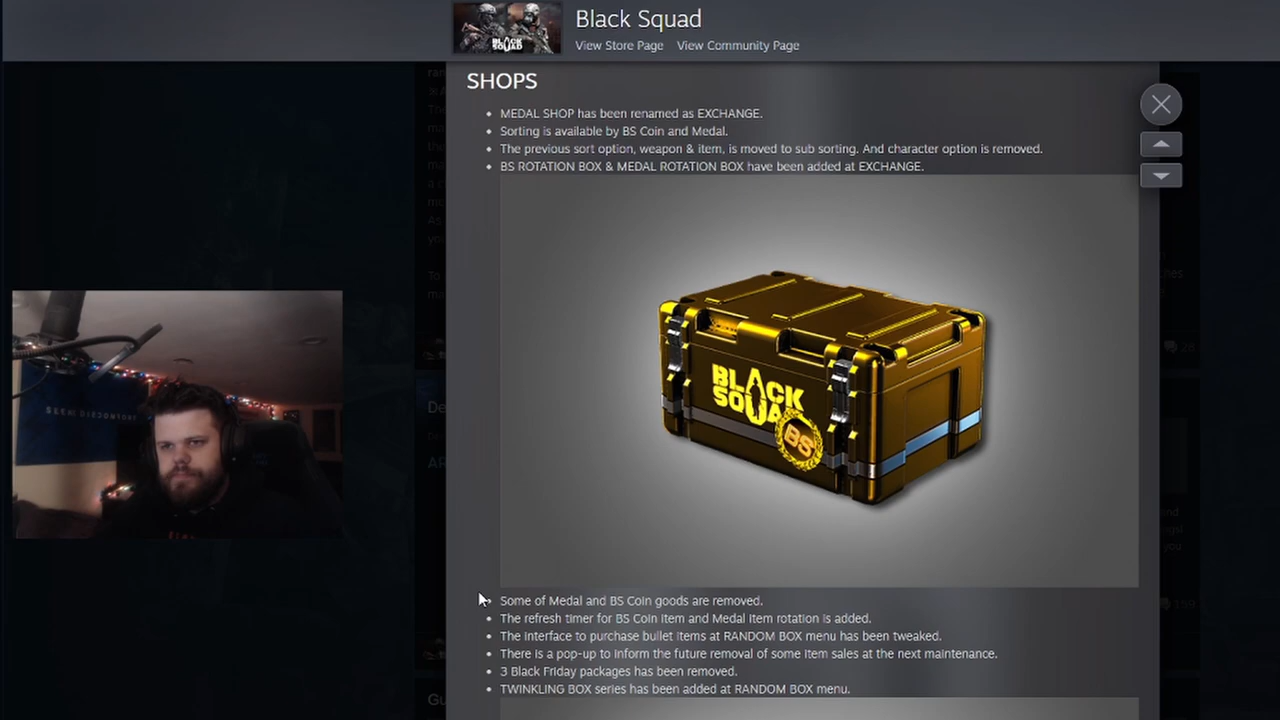 Black Squad
View Store Page View Community Page
BLACK
SQUAD
SHOPS
MEDAL SHOP has been renamed as EXCHANGE.
Sorting is available by BS Coin and Medal.
The previous sort option, weapon & item, is moved to sub sorting. And character option is removed.
BS ROTATION BOX & MEDAL ROTATION BOX have been added at EXCHANGE.
BLACK
SQUAD
BS
Some of Medal and BS Coin goods are removed.
The refresh timer for BS Coin item and Medal item rotation is added.
The interface to purchase bullet items at RANDOM BOX menu has been tweaked.
There is a pop-up to inform the future removal of some item sales at the next maintenance.
3 Black Friday packages has been removed.
TWINKLING BOX series has been added at RANDOM BOX menu.